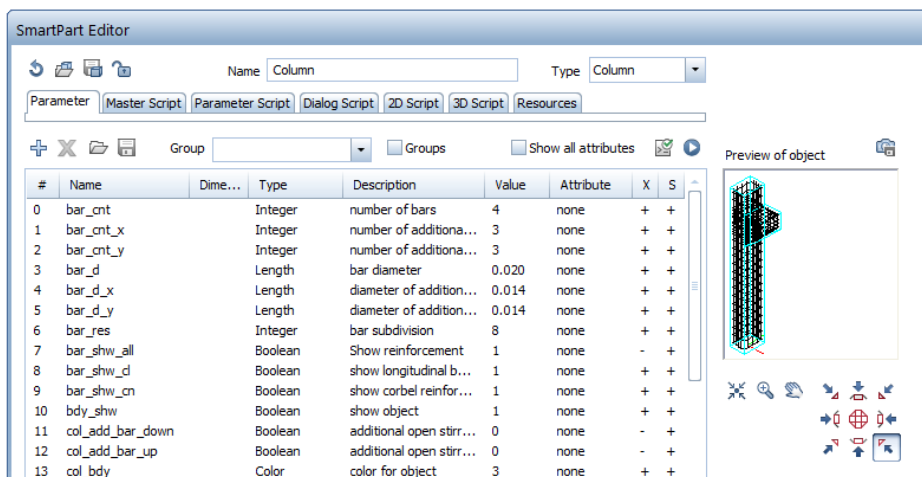 SmartPart Editor
Name Column Type Column
Parameter Master Script Parameter Script Dialog Script 2D Script 3D Script Resources
Group Groups Show all attributes
Preview of object
# Name Dime... Type Description Value Attribute X S
0 bar_cnt Integer number of bars 4 none + +
1 bar_cnt_x Integer number of additiona... 3 none + +
2 bar_cnt_y Integer number of additiona... 3 none + +
3 bar_d Length bar diameter 0.020 none + +
4 bar_d_x Length diameter of addition... 0.014 none + +
5 bar_d_y Length diameter of addition... 0.014 none + +
6 bar_res Integer bar subdivision 8 none + +
7 bar_shw_all Boolean Show reinforcement 1 none - +
8 bar_shw_cl Boolean show longitudinal b... 1 none + +
9 bar_shw_cn Boolean show corbel reinfor... 1 none + +
10 bdy_shw Boolean show object 1 none + +
11 col_add_bar_down Boolean additional open stirr... 0 none - +
12 col_add_bar_up Boolean additional open stirr... 0 none - +
13 col_bdy Color color for object 3 none + +